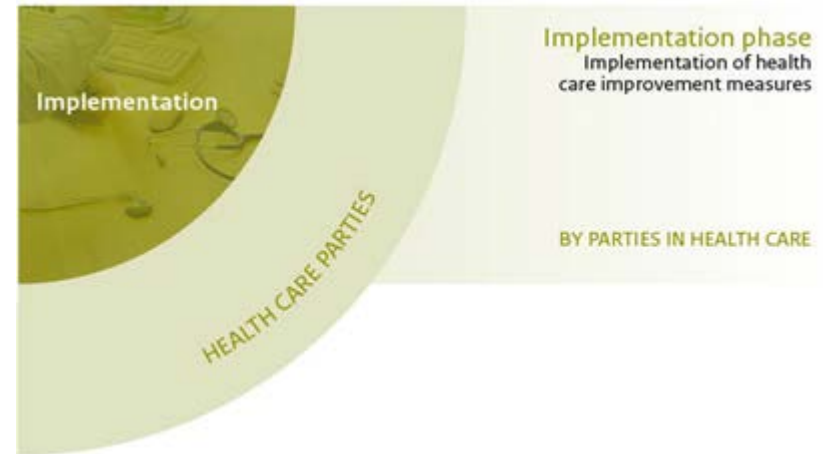 Implementation phase
Implementation of health
care improvement measures
Implementation
HEALTH CARE PARTIES
BY PARTIES IN HEALTH CARE